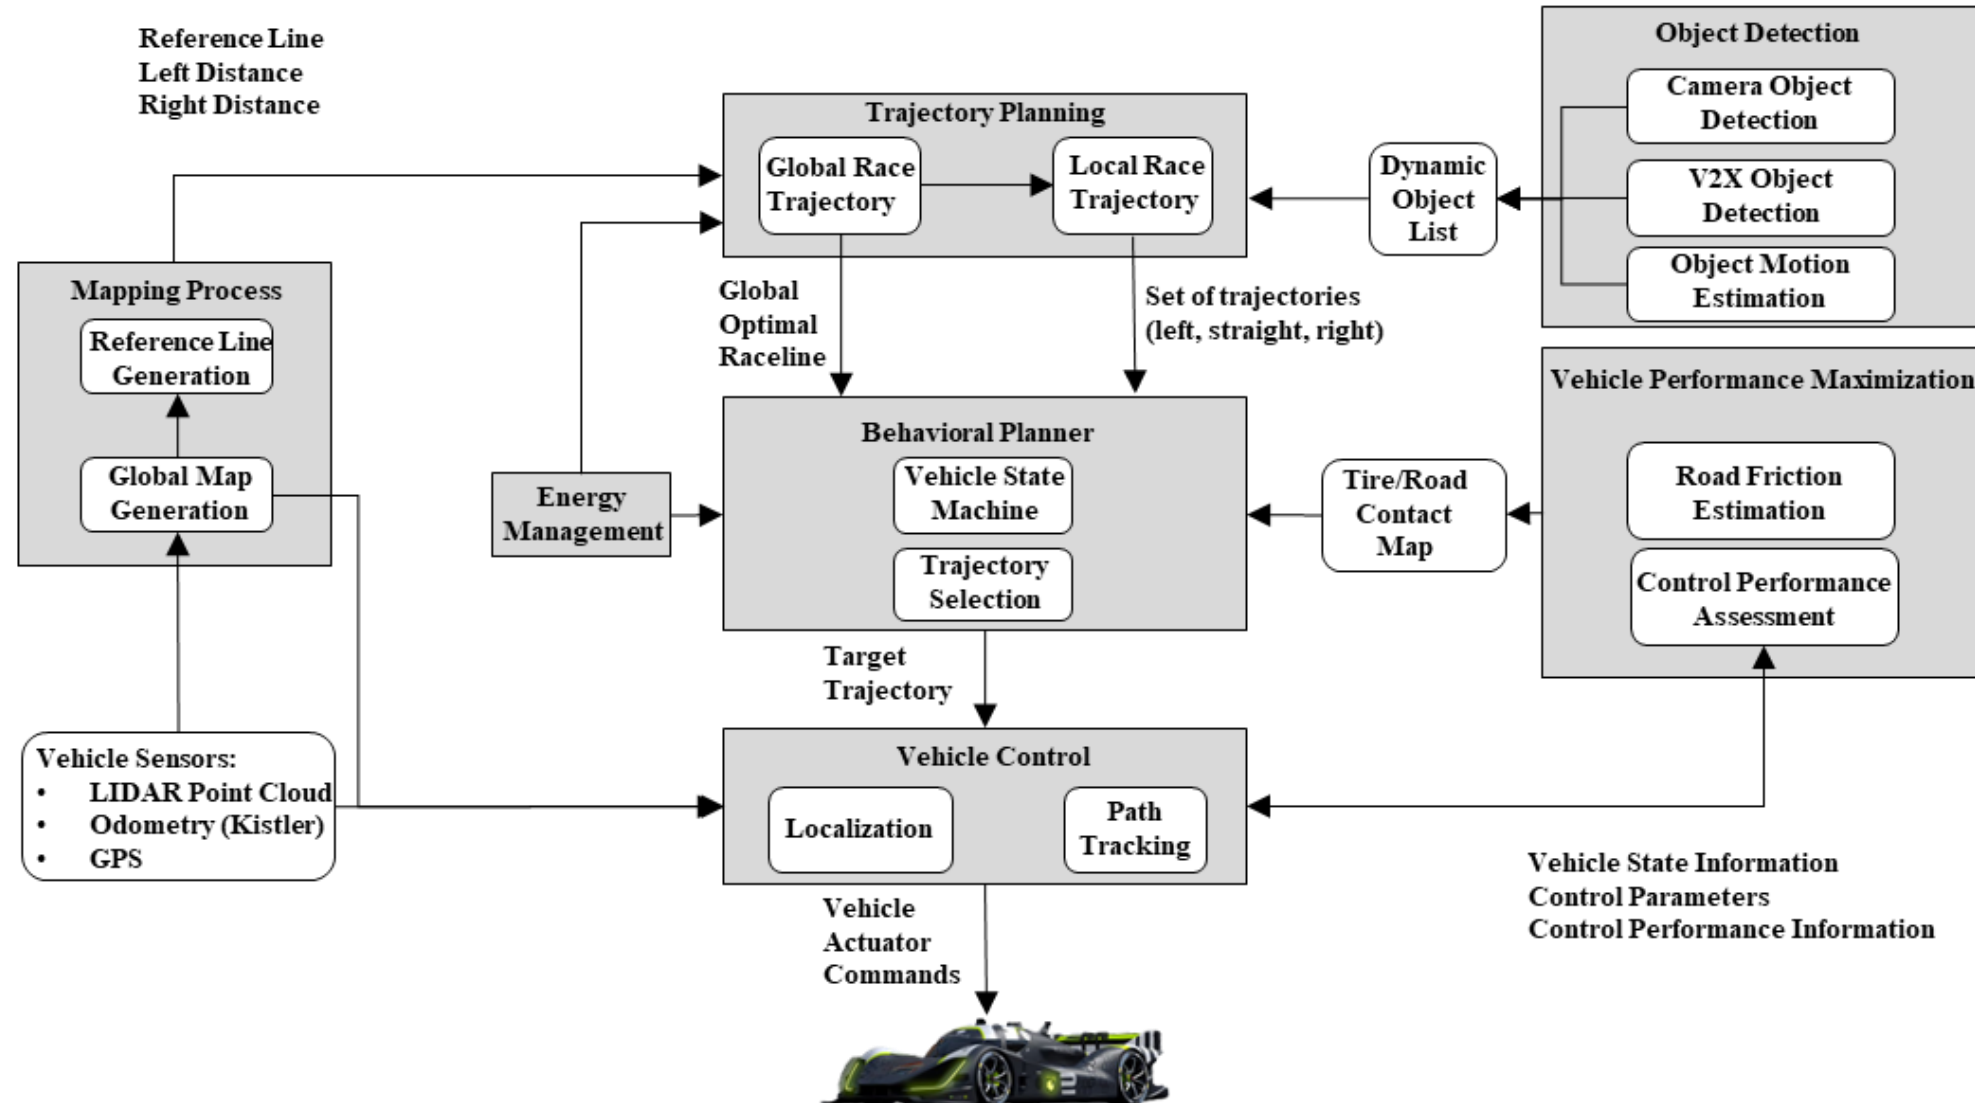 Reference Line
Left Distance
Right Distance
Trajectory Planning
Global Race
Trajectory
Local Race
Trajectory
Dynamic
Object
List
Object Detection
Camera Object
Detection
V2X Object
Detection
Object Motion
Estimation
Mapping Process
Reference Line
Generation
Global Map
Generation
Global
Optimal
Raceline
Set of trajectories
(left, straight, right)
Energy
Management
Behavioral Planner
Vehicle State
Machine
Trajectory
Selection
Tire/Road
Contact
Map
Vehicle Performance Maximization
Road Friction
Estimation
Control Performance
Assessment
Target
Trajectory
Vehicle Sensors:
• LIDAR Point Cloud
• Odometry (Kistler)
• GPS
Vehicle Control
Localization
Path
Tracking
Vehicle State Information
Control Parameters
Control Performance Information
Vehicle
Actuator
Commands